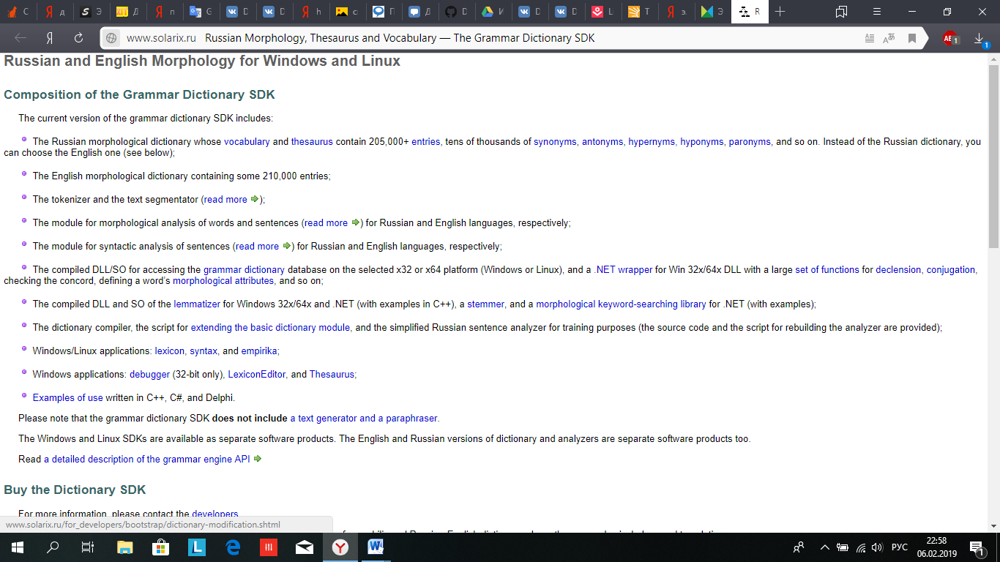 С Я д S Э Д Я п G D D Я h с П Д D И D D L Т Я э. Э R
Я www.solarix.ru Russian Morphology, Thesaurus and Vocabulary — The Grammar Dictionary SDK 1 1
Russian and English Morphology for Windows and Linux
Composition of the Grammar Dictionary SDK
The current version of the grammar dictionary SDK includes:
The Russian morphological dictionary whose vocabulary and thesaurus contain 205,000+ entries, tens of thousands of synonyms, antonyms, hypernyms, hyponyms, paronyms, and so on. Instead of the Russian dictionary, you
can choose the English one (see below);
The English morphological dictionary containing some 210,000 entries;
The tokenizer and the text segmentator (read more );
The module for morphological analysis of words and sentences (read more ) for Russian and English languages, respectively;
The module for syntactic analysis of sentences (read more ) for Russian and English languages, respectively;
The compiled DLL/SO for accessing the grammar dictionary database on the selected x32 or x64 platform (Windows or Linux), and a .NET wrapper for Win 32x/64x DLL with a large set of functions for declension, conjugation,
checking the concord, defining a word's morphological attributes, and so on;
The compiled DLL and SO of the lemmatizer for Windows 32x/64x and .NET (with examples in C++), a stemmer, and a morphological keyword-searching library for .NET (with examples);
The dictionary compiler, the script for extending the basic dictionary module, and the simplified Russian sentence analyzer for training purposes (the source code and the script for rebuilding the analyzer are provided);
Windows/Linux applications: lexicon, syntax, and empirika;
Windows applications: debugger (32-bit only), LexiconEditor, and Thesaurus;
Examples of use written in C++, C#, and Delphi.
Please note that the grammar dictionary SDK does not include a text generator and a paraphraser.
The Windows and Linux SDKs are available as separate software products. The English and Russian versions of dictionary and analyzers are separate software products too.
Read a detailed description of the grammar engine API
Buy the Dictionary SDK
For more information, please contact the developers
www.solarix.ru/for_developers/bootstrap/dictionary-modification.shtml
РУС 22:58
06.02.2019 1